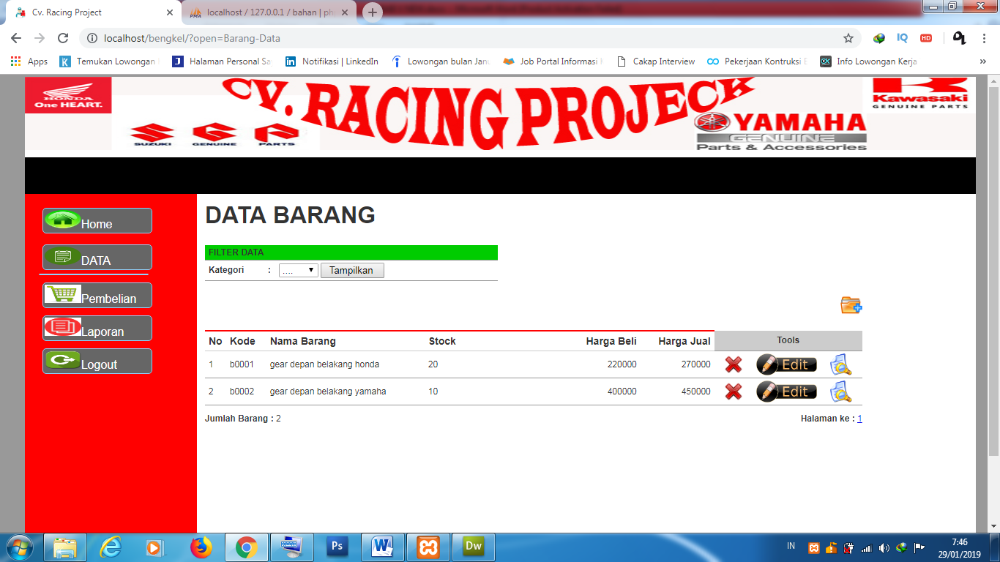 Cv. Racing Project
localhost / 127.0.0.1 / bahan | ph
localhost/bengkel/?open=Barang-Data
IQ
HD
Apps
Temukan Lowongan
Halaman Personal Sa
Notifikasi | LinkedIn
Lowongan bulan Janu
Job Portal Informasi
Cakap Interview
Pekerjaan Kontruksi
Info Lowongan Kerja
HONDA
One HEART.
SUZUKI GENUINE PARTS
SGP
CV. RACING PROJECK
YAMAHA
GENUINE
Parts & Accessories
Kawasaki
GENUINE PARTS
Home
DATA
Pembelian
Laporan
Logout
DATA BARANG
FILTER DATA
Kategori : .... Tampilkan
No Kode Nama Barang Stock Harga Beli Harga Jual Tools
1 b0001 gear depan belakang honda 20 220000 270000 Edit
2 b0002 gear depan belakang yamaha 10 400000 450000 Edit
Jumlah Barang : 2 Halaman ke : 1
Ps
W
Dw
IN
7:46
29/01/2019